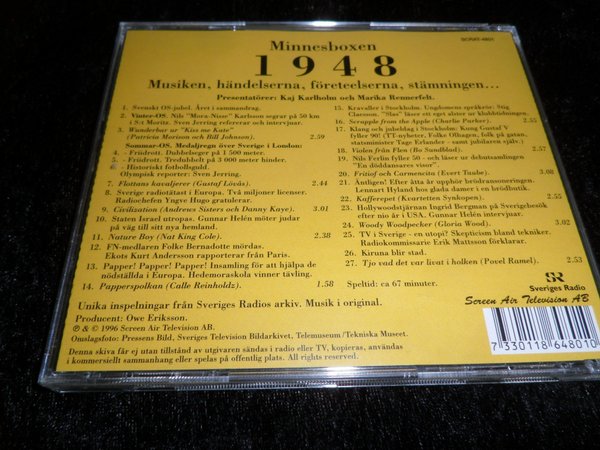 SCRAT-4801
Minnesboxen
1948
Musiken, händelserna, företeelserna, stämningen...
Presentatörer: Kaj Karlholm och Marika Rennerfelt.
1. Svenskt OS-jubel. Året i sammandrag.
2. Vinter-OS. Nils "Mora-Nisse" Karlsson segrar på 50 km
i S:t Moritz. Sven Jerring refererar och intervjuar.
3. Wunderbar ur "Kiss me Kate"
(Patricia Morison och Bill Johnson). 2.59
Sommar-OS. Medaljregn över Sverige i London:
4. - Friidrott. Dubbelseger på 1 500 meter.
5. - Friidrott. Tredubbelt på 3 000 meter hinder.
6. - Historiskt fotbollsguld.
Olympisk reporter: Sven Jerring.
7. Flottans kavaljerer (Gustaf Lövås). 2.44
8. Sverige radiotätast i Europa. Två miljoner licenser.
Radiochefen Yngve Hugo gratulerar.
9. Civilization (Andrews Sisters och Danny Kaye). 3.01
10. Staten Israel utropas. Gunnar Helén möter judar
på väg till sitt nya hemland.
11. Nature Boy (Nat King Cole). 2.38
12. FN-medlaren Folke Bernadotte mördas.
Ekots Kurt Andersson rapporterar från Paris.
13. Papper! Papper! Papper! Insamling för att hjälpa de
nödställda i Europa. Hedemoraskola vinner tävling.
14. Papperspolkan (Calle Reinholdz). 1.58
15. Kravaller i Stockholm. Ungdomens språkrör: Stig
Claesson. "Slas" läser ett eget alster av klubbtidningen.
16. Scrapple from the Apple (Charlie Parker). 2.55
17. Klang och jubeldag i Stockholm: Kung Gustaf V
fyller 90! (TT-nyheter, Folke Olhagen, folk på gatan,
statsminister Tage Erlander - samt jubilaren själv.)
18. Violen från Flen (Bo Sundblad). 2.57
19. Nils Ferlin fyller 50 - och läser ur debutsamlingen
"En döddansares visor".
20. Fritiof och Carmencita (Evert Taube). 3.08
21. Äntligen! Efter åtta år upphör brödransoneringen.
Lennart Hyland hos glada damer i en brödbutik.
22. Kafferepet (Kvartetten Synkopen). 2.55
23. Hollywoodstjärnan Ingrid Bergman på Sverigebesök
efter nio år i USA. Gunnar Helén intervjuar.
24. Woody Woodpecker (Gloria Wood). 3.02
25. TV i Sverige - en utopi? Skepticism bland tekniker.
Radiokommissarie Erik Mattsson förklarar.
26. Kiruna blir stad.
27. Tjo vad det var livat i holken (Povel Ramel). 2.53
Speltid: ca 67 minuter.
SR
Sveriges Radio
Unika inspelningar från Sveriges Radios arkiv. Musik i original.
Screen Air Television AB
Producent: Owe Eriksson.
℗ & © 1996 Screen Air Television AB.
Omslagsfoto: Pressens Bild, Sveriges Television Bildarkivet, Telemuseum/Tekniska Museet.
Denna skiva får ej utan tillstånd av utgivaren sändas i radio eller TV, kopieras, användas
i kommersiellt sammanhang eller spelas på offentlig plats. All rights reserved.
7 330118 648010